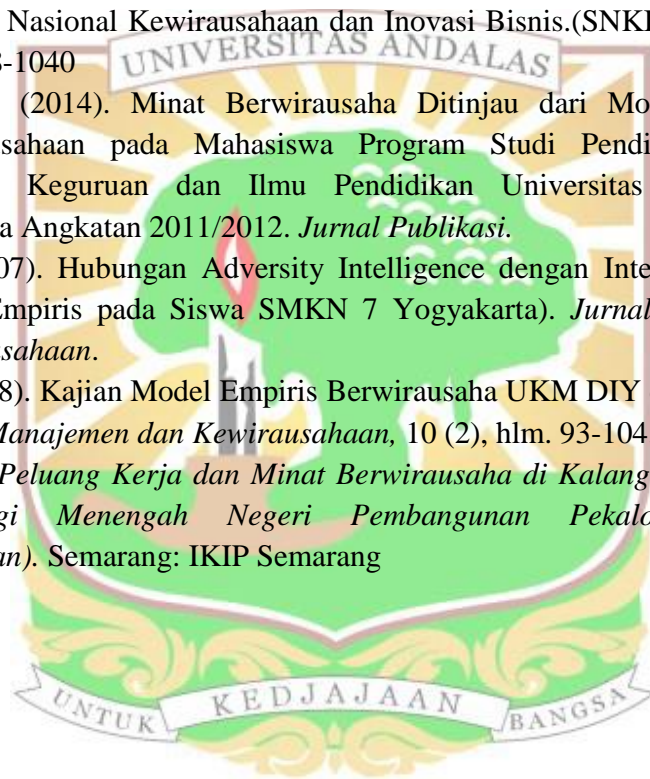 Nasional Kewirausahaan dan Inovasi Bisnis.(SNKI
-1040
UNIVERSITAS ANDALAS
(2014). Minat Berwirausaha Ditinjau dari Mo
sahaan pada Mahasiswa Program Studi Pendi
Keguruan dan Ilmu Pendidikan Universitas
a Angkatan 2011/2012. Jurnal Publikasi.
07). Hubungan Adversity Intelligence dengan Inte
Empiris pada Siswa SMKN 7 Yogyakarta). Jurnal
usahaan.
8). Kajian Model Empiris Berwirausaha UKM DIY
Manajemen dan Kewirausahaan, 10 (2), hlm. 93-104
Peluang Kerja dan Minat Berwirausaha di Kalang
gi Menengah Negeri Pembangunan Pekalo
an). Semarang: IKIP Semarang
UNTUK KEDJAJAAN BANGSA